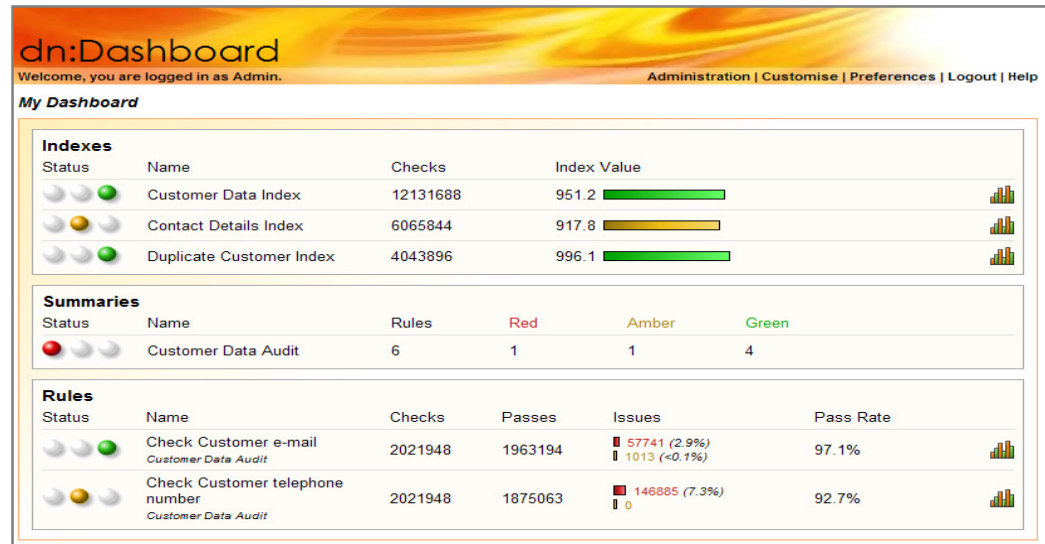 dn:Dashboard
Welcome, you are logged in as Admin.
Administration | Customise | Preferences | Logout | Help
My Dashboard
Indexes
Status Name Checks Index Value
Customer Data Index 12131688 951.2
Contact Details Index 6065844 917.8
Duplicate Customer Index 4043896 996.1
Summaries
Status Name Rules Red Amber Green
Customer Data Audit 6 1 1 4
Rules
Status Name Checks Passes Issues Pass Rate
Check Customer e-mail 2021948 1963194 57741 (2.9%) 97.1%
Customer Data Audit 1013 (<0.1%)
Check Customer telephone
number 2021948 1875063 146885 (7.3%) 92.7%
Customer Data Audit 0